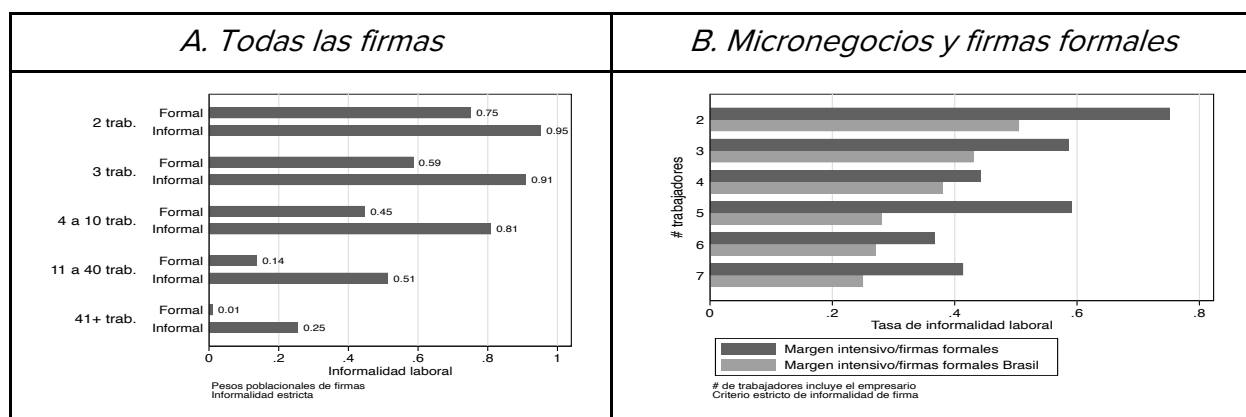 A. Todas las firmas
B. Micronegocios y firmas formales
2 trab.
Formal
0.75
Informal
0.95
3 trab.
Formal
0.59
Informal
0.91
4 a 10 trab.
Formal
0.45
Informal
0.81
11 a 40 trab.
Formal
0.14
Informal
0.51
41+ trab.
Formal
0.01
Informal
0.25
0 .2 .4 .6 .8 1
Informalidad laboral
Pesos poblacionales de firmas
Informalidad estricta
# trabajadores
2
3
4
5
6
7
0 .2 .4 .6 .8
Tasa de informalidad laboral
Margen intensivo/firmas formales
Margen intensivo/firmas formales Brasil
# de trabajadores incluye el empresario
Criterio estricto de informalidad de firma